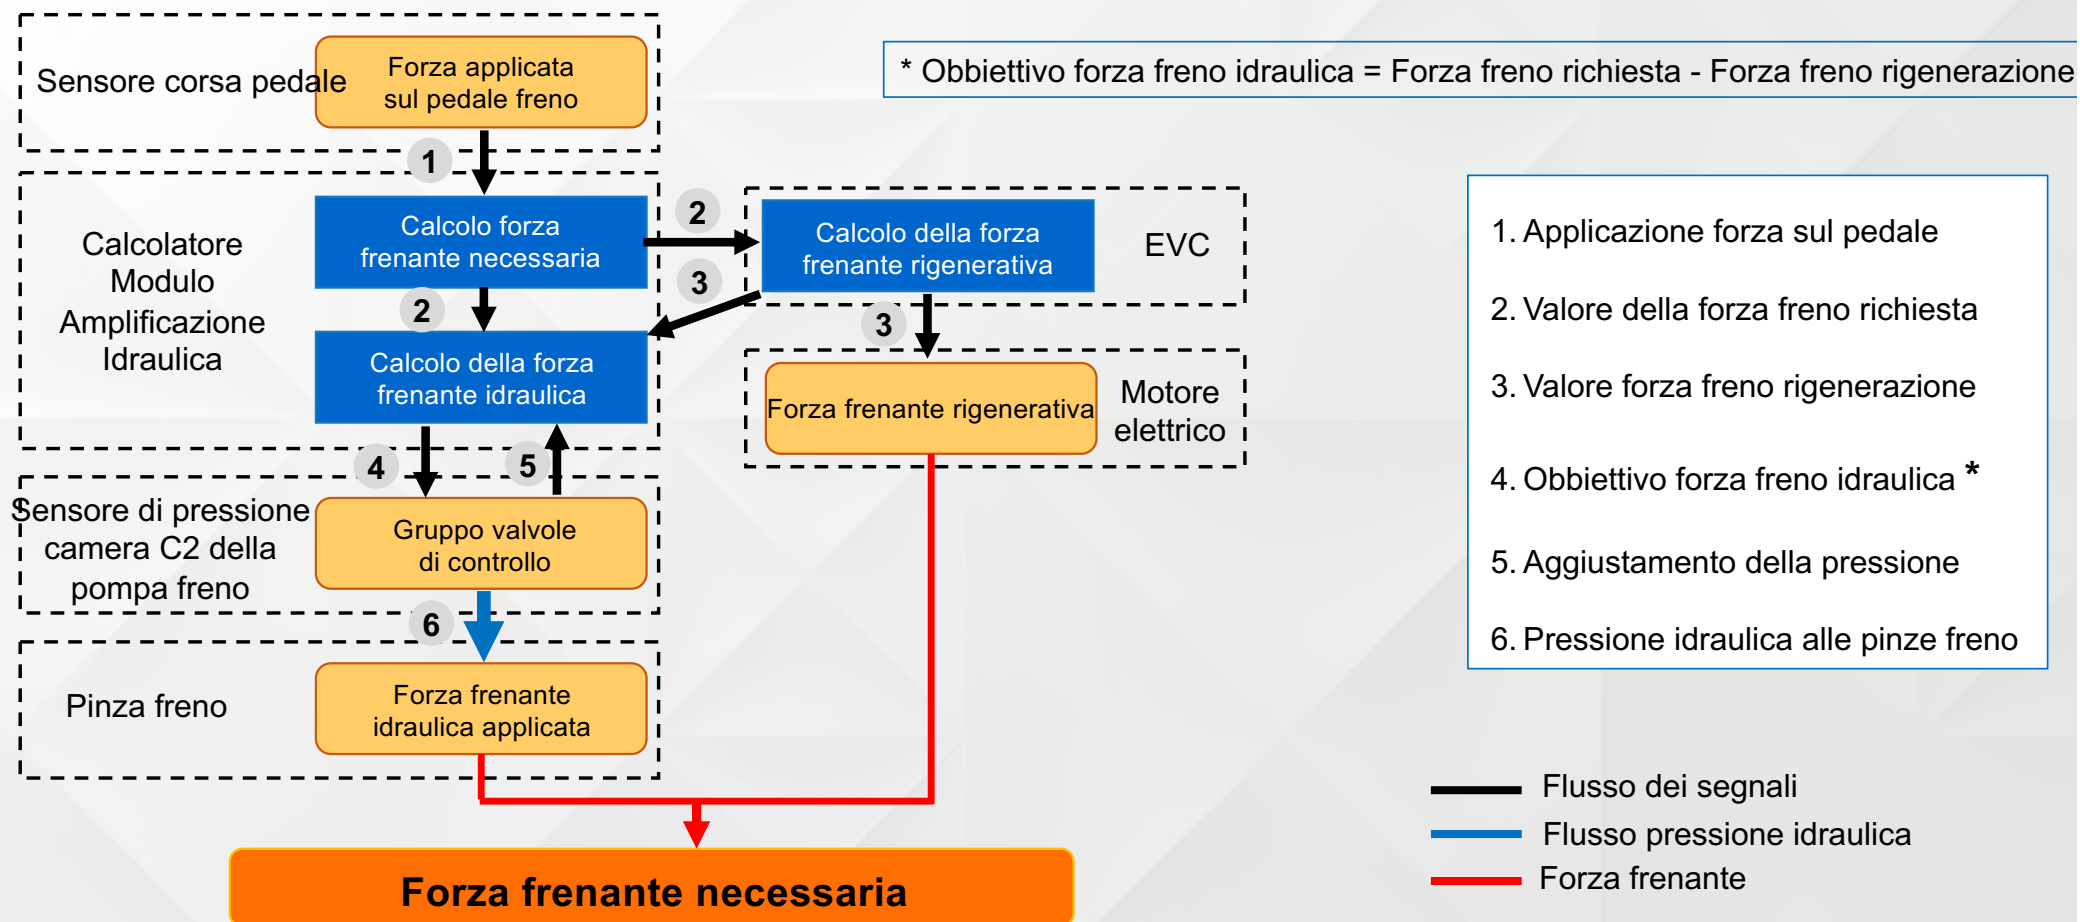 Sensore corsa pedale
Forza applicata
sul pedale freno
* Obbiettivo forza freno idraulica = Forza freno richiesta - Forza freno rigenerazione
1
Calcolatore
Modulo
Amplificazione
Idraulica
Calcolo forza
frenante necessaria
2
Calcolo della forza
frenante rigenerativa
EVC
3
2
3
Calcolo della forza
frenante idraulica
Forza frenante rigenerativa
Motore
elettrico
4
5
Sensore di pressione
camera C2 della
pompa freno
Gruppo valvole
di controllo
6
Pinza freno
Forza frenante
idraulica applicata
Forza frenante necessaria
1. Applicazione forza sul pedale
2. Valore della forza freno richiesta
3. Valore forza freno rigenerazione
4. Obbiettivo forza freno idraulica *
5. Aggiustamento della pressione
6. Pressione idraulica alle pinze freno
Flusso dei segnali
Flusso pressione idraulica
Forza frenante